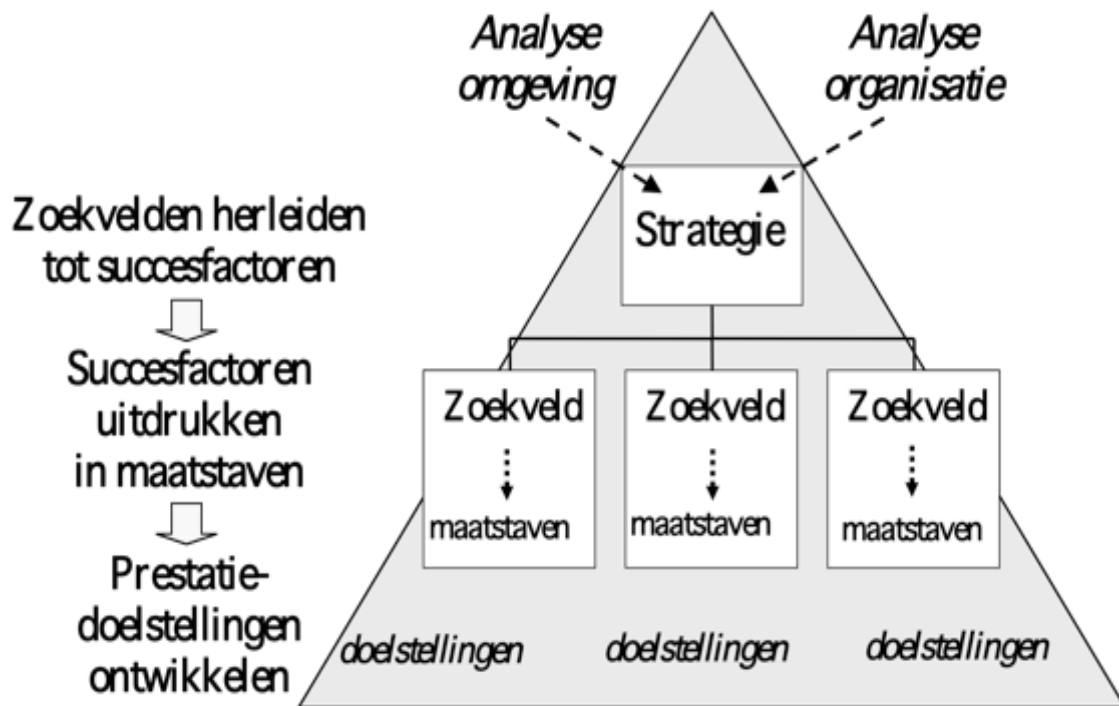 Analyse
omgeving
Analyse
organisatie
Strategie
Zoekvelden herleiden
tot succesfactoren
Succesfactoren
uitdrukken
in maatstaven
Prestatie-
doelstellingen
ontwikkelen
Zoekveld
maatstaven
Zoekveld
maatstaven
Zoekveld
maatstaven
doelstellingen
doelstellingen
doelstellingen